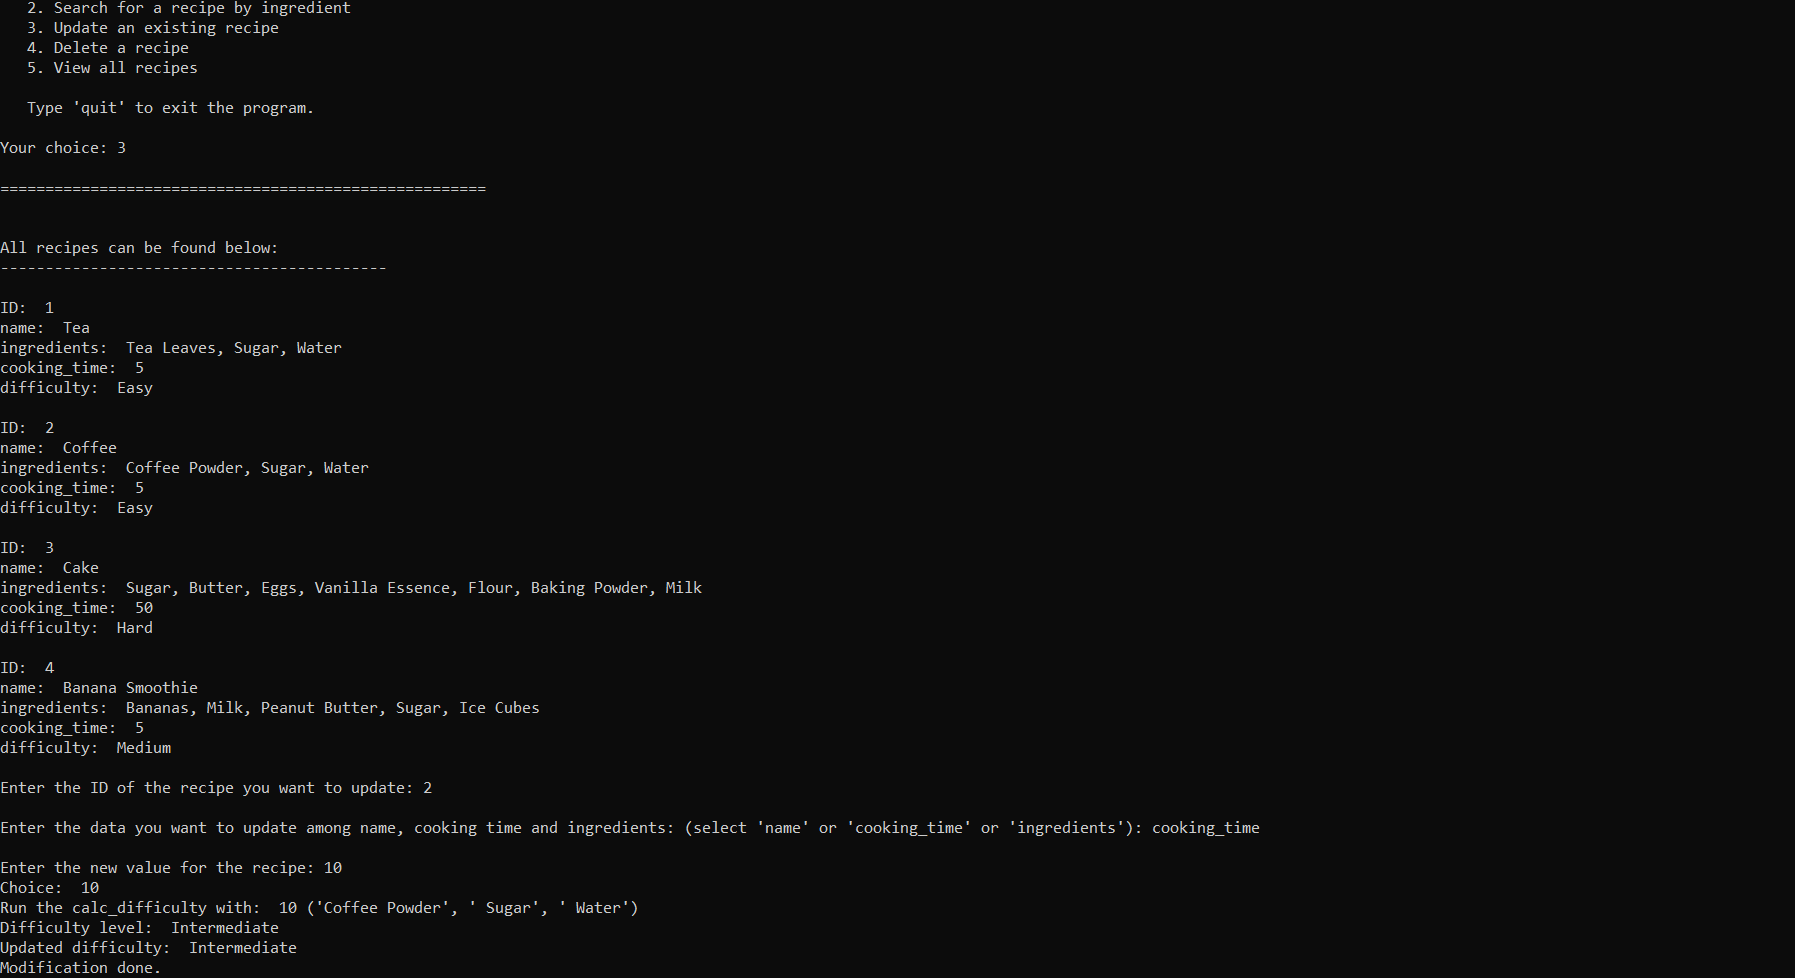 2. Search for a recipe by ingredient
3. Update an existing recipe
4. Delete a recipe
5. View all recipes
Type 'quit' to exit the program.
Your choice: 3
======================================================
All recipes can be found below:
-------------------------------------------
ID:  1
name:  Tea
ingredients:  Tea Leaves, Sugar, Water
cooking_time:  5
difficulty:  Easy
ID:  2
name:  Coffee
ingredients:  Coffee Powder, Sugar, Water
cooking_time:  5
difficulty:  Easy
ID:  3
name:  Cake
ingredients:  Sugar, Butter, Eggs, Vanilla Essence, Flour, Baking Powder, Milk
cooking_time:  50
difficulty:  Hard
ID:  4
name:  Banana Smoothie
ingredients:  Bananas, Milk, Peanut Butter, Sugar, Ice Cubes
cooking_time:  5
difficulty:  Medium
Enter the ID of the recipe you want to update: 2
Enter the data you want to update among name, cooking time and ingredients: (select 'name' or 'cooking_time' or 'ingredients'): cooking_time
Enter the new value for the recipe: 10
Choice:  10
Run the calc_difficulty with:  10 ('Coffee Powder', ' Sugar', ' Water')
Difficulty level:  Intermediate
Updated difficulty:  Intermediate
Modification done.